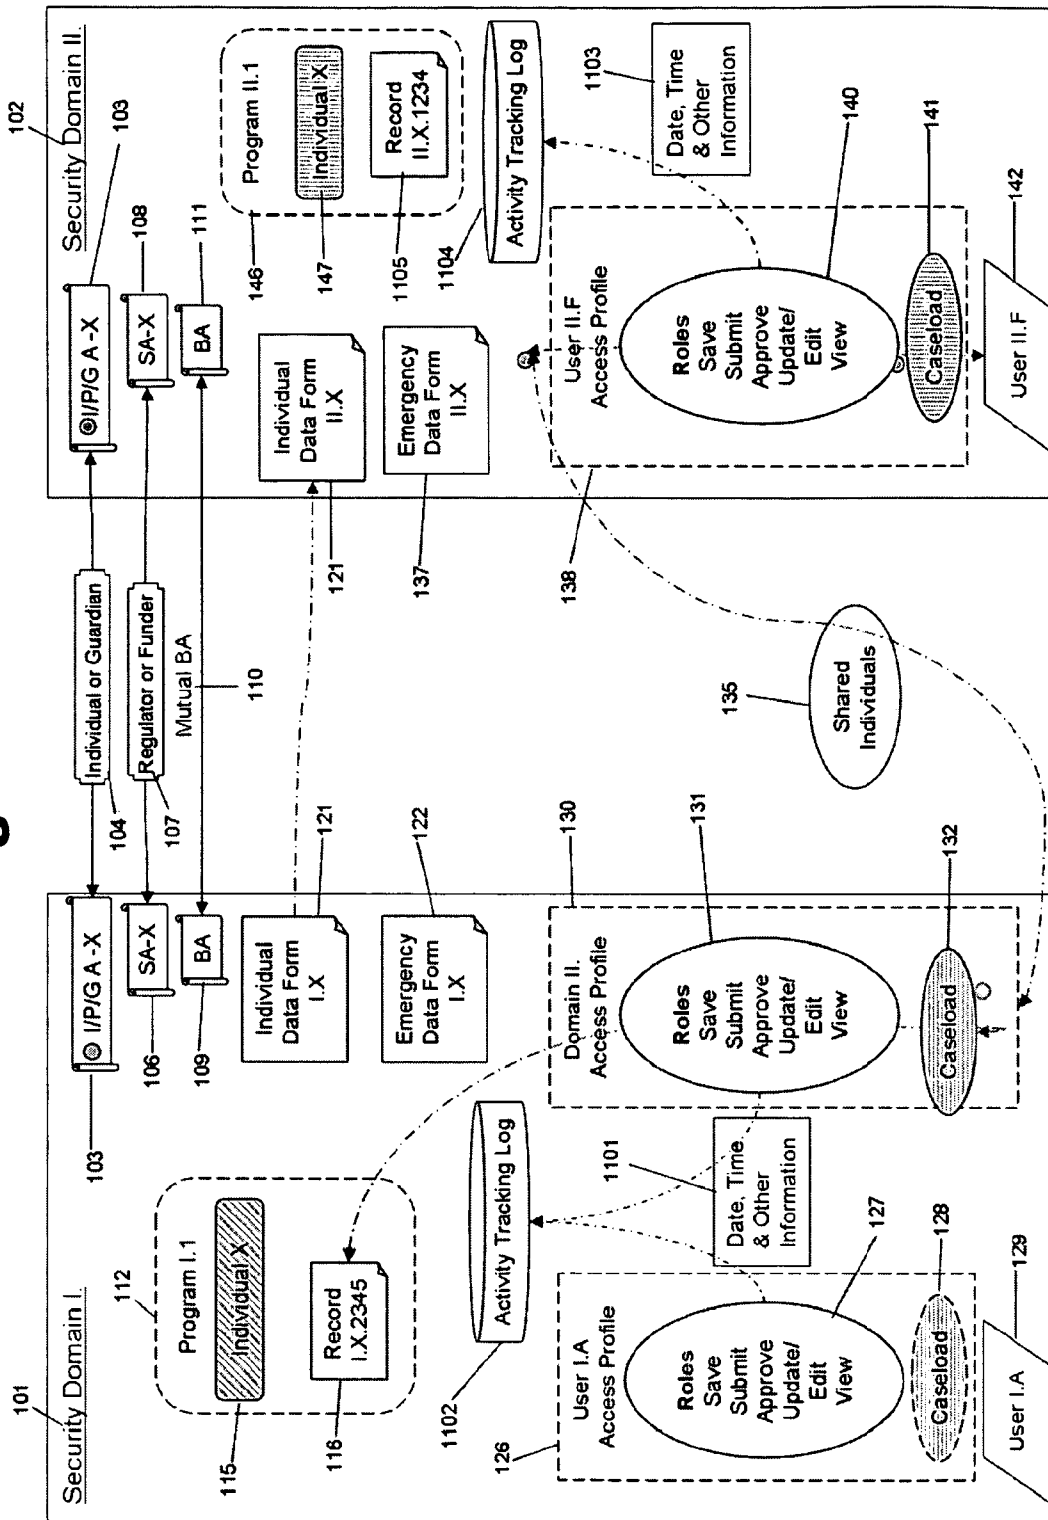 Security Domain I.
101
103
I/P/G A -X
106
SA-X
109
BA
104
Individual or Guardian
107
Regulator or Funder
Mutual BA
110
112
Program I.1
115
Individual X
116
Record
I.X.2345
Individual
Data Form
I.X
121
Emergency
Data Form
I.X
122
1102
Activity Tracking Log
1101
Date, Time
& Other
Information
126
User I.A
Access Profile
Roles
Save
Submit
Approve
Update/
Edit
View
127
Caseload
128
User I.A
129
130
Domain II.
Access Profile
Roles
Save
Submit
Approve
Update/
Edit
View
131
Caseload
132
135
Shared
Individuals
Security Domain II.
102
103
I/P/G A -X
108
SA-X
111
BA
Individual
Data Form
II.X
121
Emergency
Data Form
II.X
137
146
Program II.1
147
Individual X
1105
Record
II.X.1234
1104
Activity Tracking Log
1103
Date, Time
& Other
Information
138
User II.F
Access Profile
Roles
Save
Submit
Approve
Update/
Edit
View
140
Caseload
141
User II.F
142